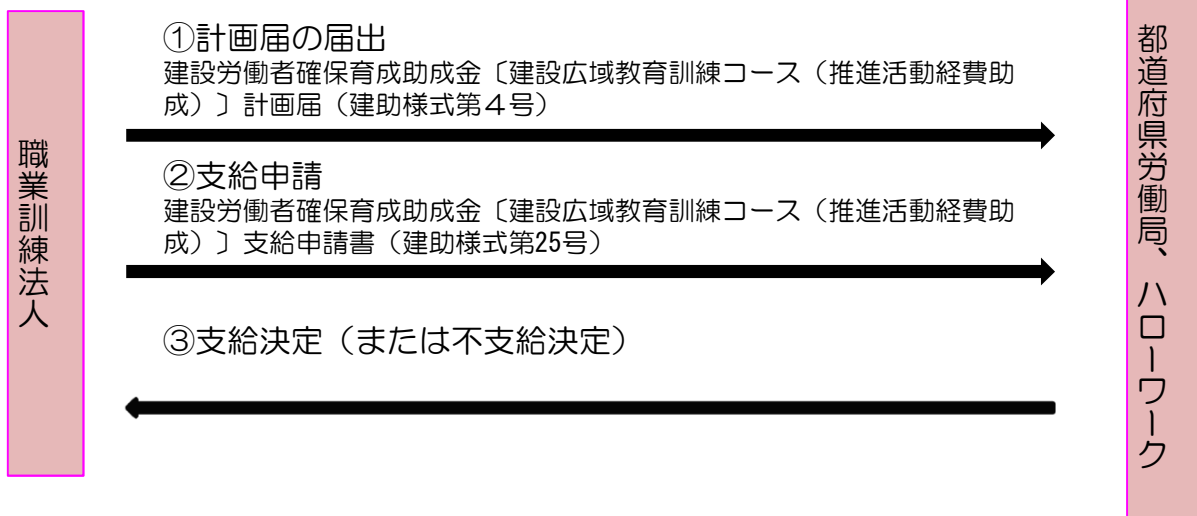 職業訓練法人
①計画届の届出
建設労働者確保育成助成金〔建設広域教育訓練コース（推進活動経費助
成）〕計画届（建助様式第４号）
②支給申請
建設労働者確保育成助成金〔建設広域教育訓練コース（推進活動経費助
成）〕支給申請書（建助様式第25号）
③支給決定（または不支給決定）
都道府県労働局、ハローワーク